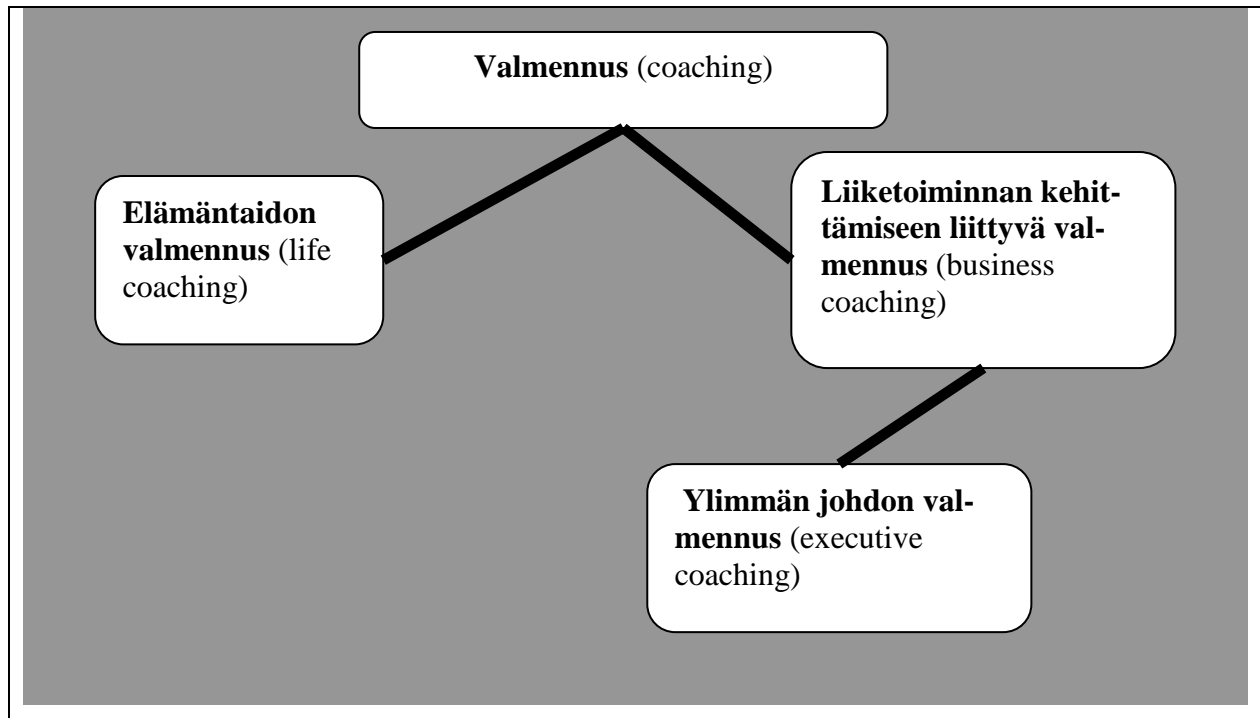 Valmennus (coaching)
Elämäntaidon
valmennus (life
coaching)
Liiketoiminnan kehit-
tämiseen liittyvä val-
mennus (business
coaching)
Ylimmän johdon val-
mennus (executive
coaching)